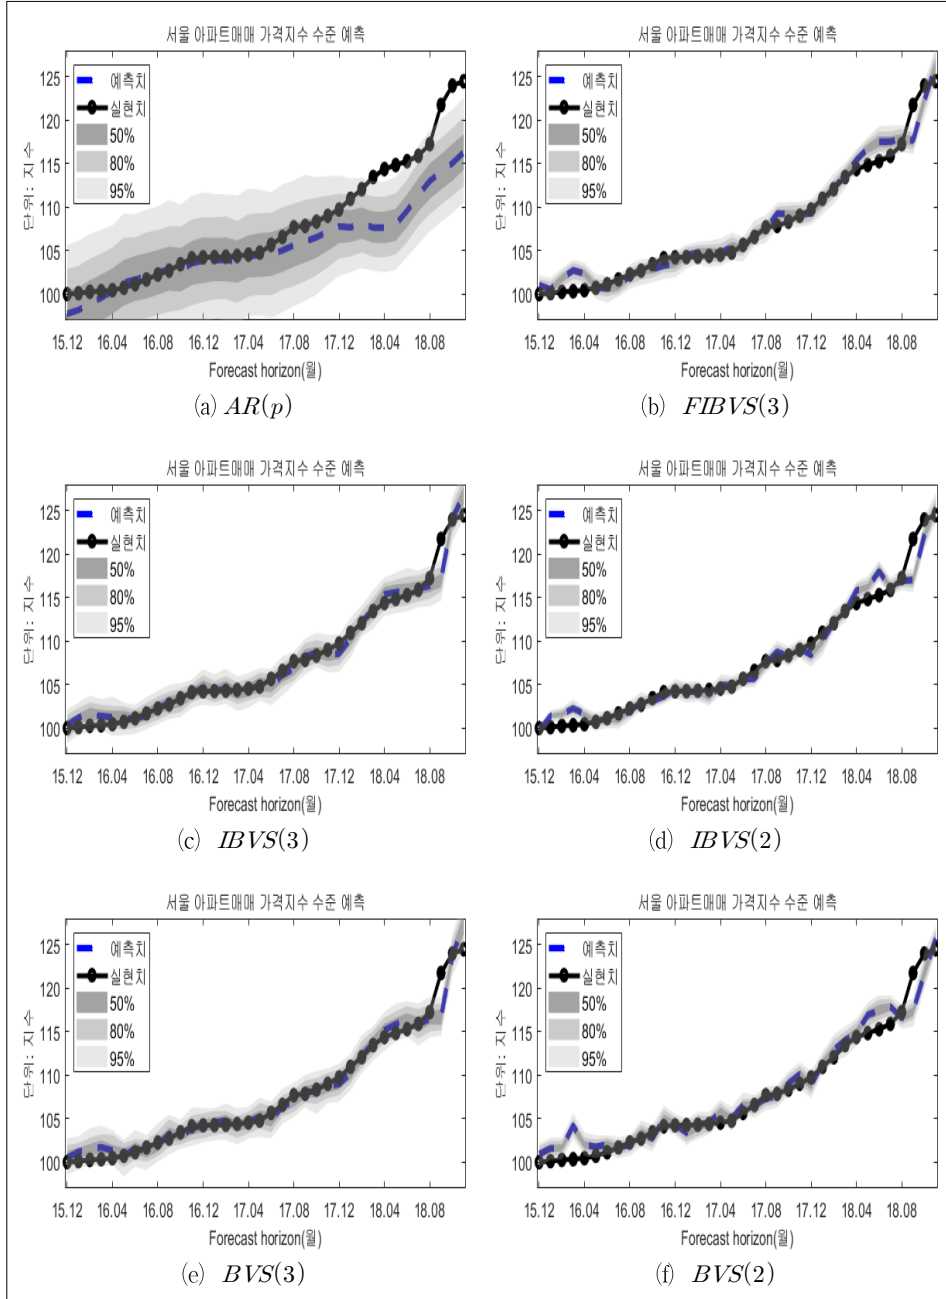 서울 아파트매매 가격지수 수준 예측
예측치
실현치
50%
80%
95%
단위: 지수
125
120
115
110
105
100
15.12 16.04 16.08 16.12 17.04 17.08 17.12 18.04 18.08
Forecast horizon(월)
(a) AR(p)
서울 아파트매매 가격지수 수준 예측
예측치
실현치
50%
80%
95%
단위: 지수
125
120
115
110
105
100
15.12 16.04 16.08 16.12 17.04 17.08 17.12 18.04 18.08
Forecast horizon(월)
(b) FIBVS(3)
서울 아파트매매 가격지수 수준 예측
예측치
실현치
50%
80%
95%
단위: 지수
125
120
115
110
105
100
15.12 16.04 16.08 16.12 17.04 17.08 17.12 18.04 18.08
Forecast horizon(월)
(c) IBVS(3)
서울 아파트매매 가격지수 수준 예측
예측치
실현치
50%
80%
95%
단위: 지수
125
120
115
110
105
100
15.12 16.04 16.08 16.12 17.04 17.08 17.12 18.04 18.08
Forecast horizon(월)
(d) IBVS(2)
서울 아파트매매 가격지수 수준 예측
예측치
실현치
50%
80%
95%
단위: 지수
125
120
115
110
105
100
15.12 16.04 16.08 16.12 17.04 17.08 17.12 18.04 18.08
Forecast horizon(월)
(e) BVS(3)
서울 아파트매매 가격지수 수준 예측
예측치
실현치
50%
80%
95%
단위: 지수
125
120
115
110
105
100
15.12 16.04 16.08 16.12 17.04 17.08 17.12 18.04 18.08
Forecast horizon(월)
(f) BVS(2)